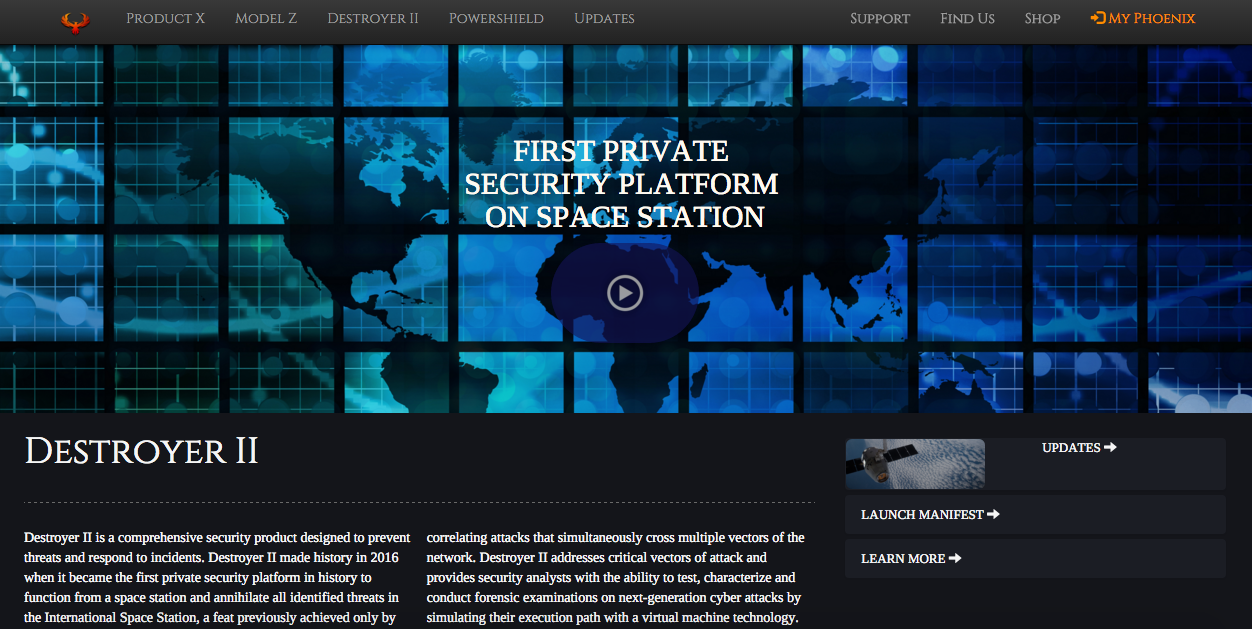 Product X
Model Z
Destroyer II
Powershield
Updates
Support
Find Us
Shop
My Phoenix
FIRST PRIVATE
SECURITY PLATFORM
ON SPACE STATION
Destroyer II
Destroyer II is a comprehensive security product designed to prevent
threats and respond to incidents. Destroyer II made history in 2016
when it became the first private security platform in history to
function from a space station and annihilate all identified threats in
the International Space Station, a feat previously achieved only by
correlating attacks that simultaneously cross multiple vectors of the
network. Destroyer II addresses critical vectors of attack and
provides security analysts with the ability to test, characterize and
conduct forensic examinations on next-generation cyber attacks by
simulating their execution path with a virtual machine technology.
UPDATES
LAUNCH MANIFEST
LEARN MORE